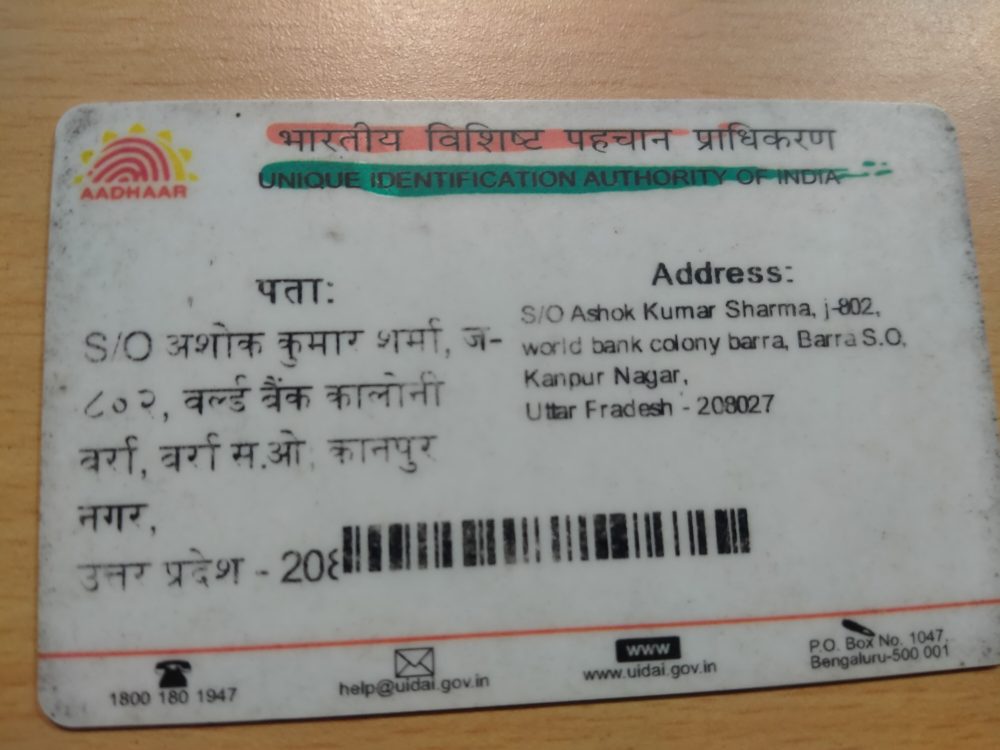 भारतीय विशिष्ट पहचान प्राधिकरण
UNIQUE IDENTIFICATION AUTHORITY OF INDIA
AADHAAR
पता:
S/O अशोक कुमार शर्मा, ज-
८०२, वर्ल्ड बैंक कालोनी
बर्रा, बर्रा स.ओ, कानपुर
नगर,
उत्तर प्रदेश -
Address:
S/O Ashok Kumar Sharma, j-802,
world bank colony barra, Barra S.O,
Kanpur Nagar,
Uttar Pradesh - 208027
1800 180 1947
help@uidai.gov.in
www
www.uidai.gov.in
P.O. Box No. 1047,
Bengaluru-500 001